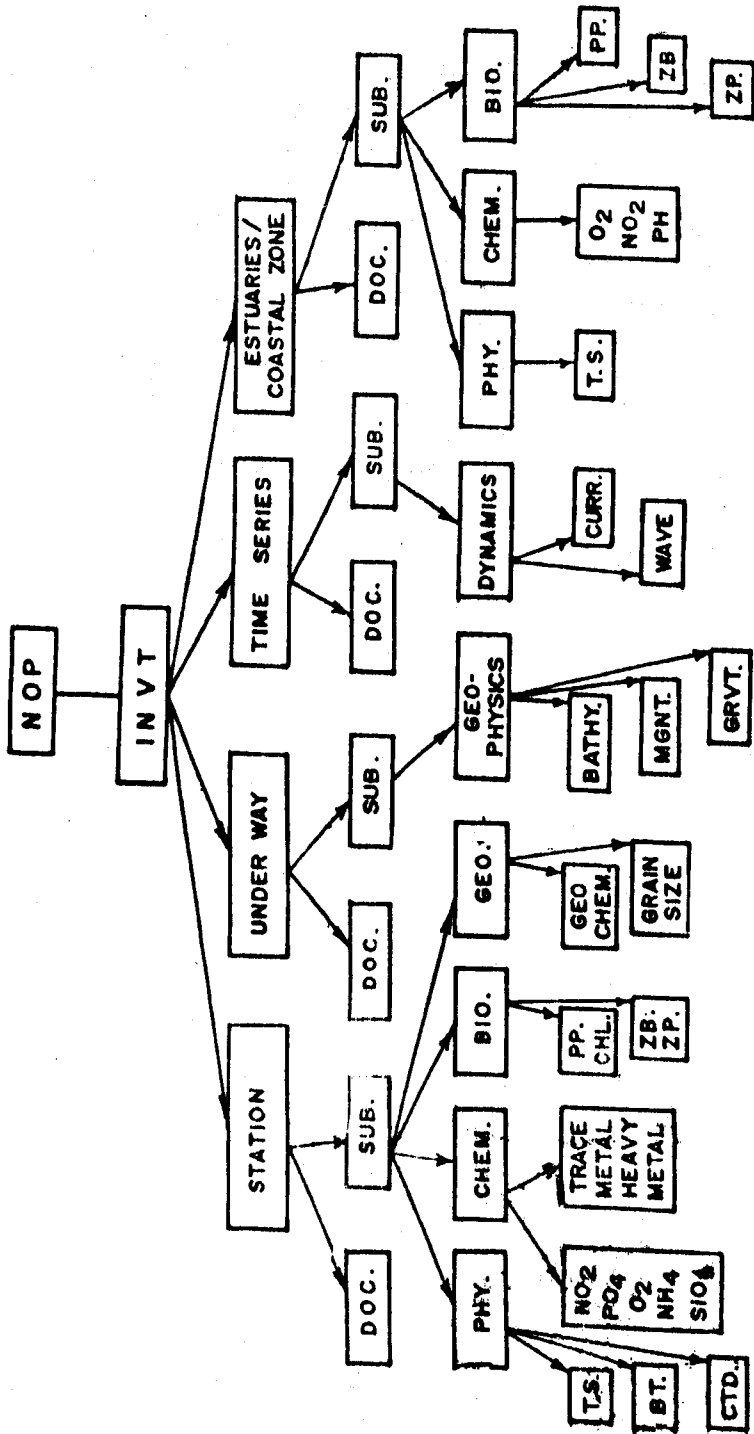 NOP
INVT
STATION
UNDER WAY
TIME SERIES
ESTUARIES/
COASTAL ZONE
DOC.
SUB.
DOC.
SUB.
DOC.
SUB.
DOC.
SUB.
PHY.
CHEM.
BIO.
GEO.
GEO-
PHYSICS
DYNAMICS
PHY.
CHEM.
BIO.
T.S.
BT.
CTD.
NO2
PO4
O2
NH4
SIO4
TRACE
METAL
HEAVY
METAL
PP.
CHL.
ZB.
ZP.
GEO
CHEM.
GRAIN
SIZE
BATHY.
MGNT.
GRVT.
CURR.
WAVE
T.S.
O2
NO2
PH
PP.
ZB
ZP.